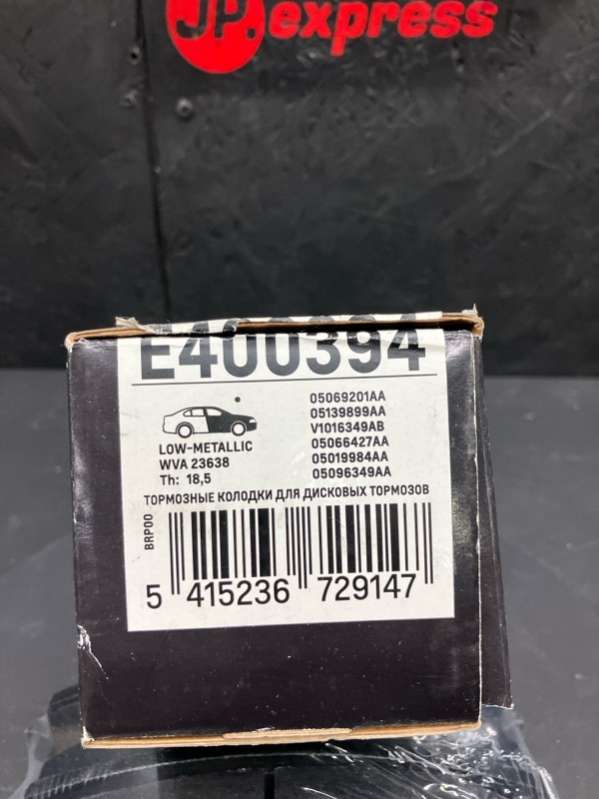 JP.express
E400394
LOW-METALLIC
WVA 23638
Th: 18,5
05069201AA
05139899AA
V1016349AB
05066427AA
05019984AA
05096349AA
ТОРМОЗНЫЕ КОЛОДКИ ДЛЯ ДИСКОВЫХ ТОРМОЗОВ
BRP00
5 415236 729147